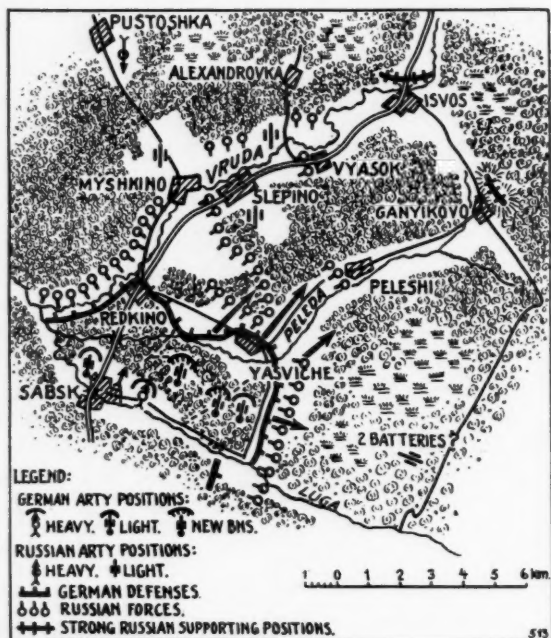 PUSTOSHKA
ALEXANDROVKA
ISVOS
VRUDA
VYASOK
MYSHKINO
SLEPINO
GANYIKOVO
PELESHI
PELEDA
REDKINO
YASVICHE
SABSK
2 BATTERIES
LUGA
LEGEND:
GERMAN ARTY POSITIONS:
HEAVY. LIGHT. NEW BNS.
RUSSIAN ARTY POSITIONS:
HEAVY. LIGHT.
GERMAN DEFENSES.
RUSSIAN FORCES.
STRONG RUSSIAN SUPPORTING POSITIONS.
1 0 1 2 3 4 5 6 km.